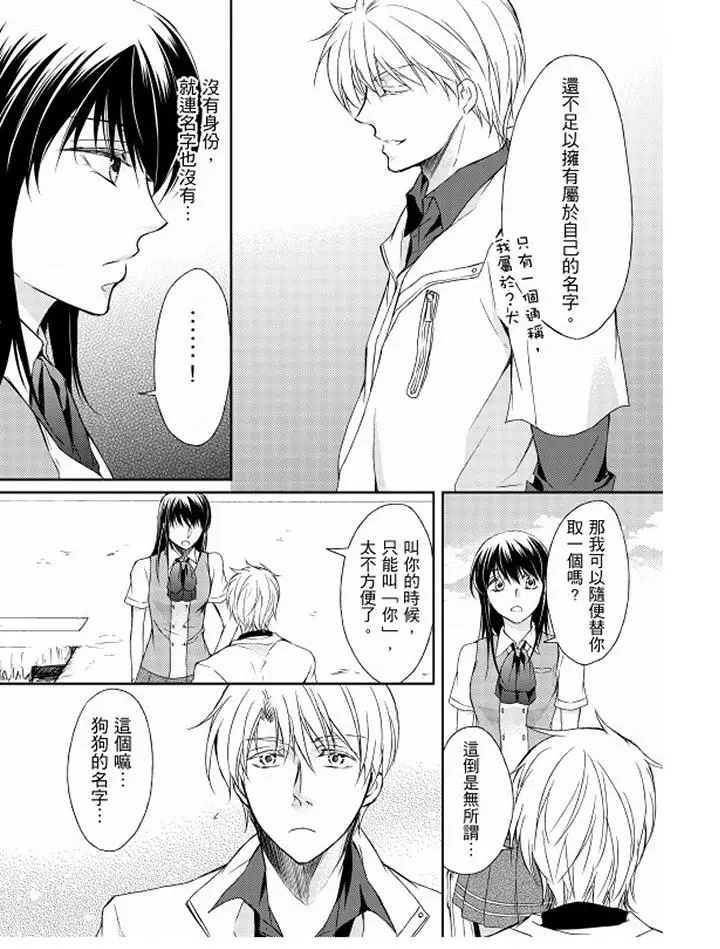 還不足以擁有屬於自己的名字。
只有一個通稱，
我屬於？犬
沒有身份，
就連名字也沒有…
……！
那我可以隨便替你
取一個嗎？
這倒是無所謂…
叫你的時候，
只能叫「你」，
太不方便了。
這個嘛…
狗狗的名字…